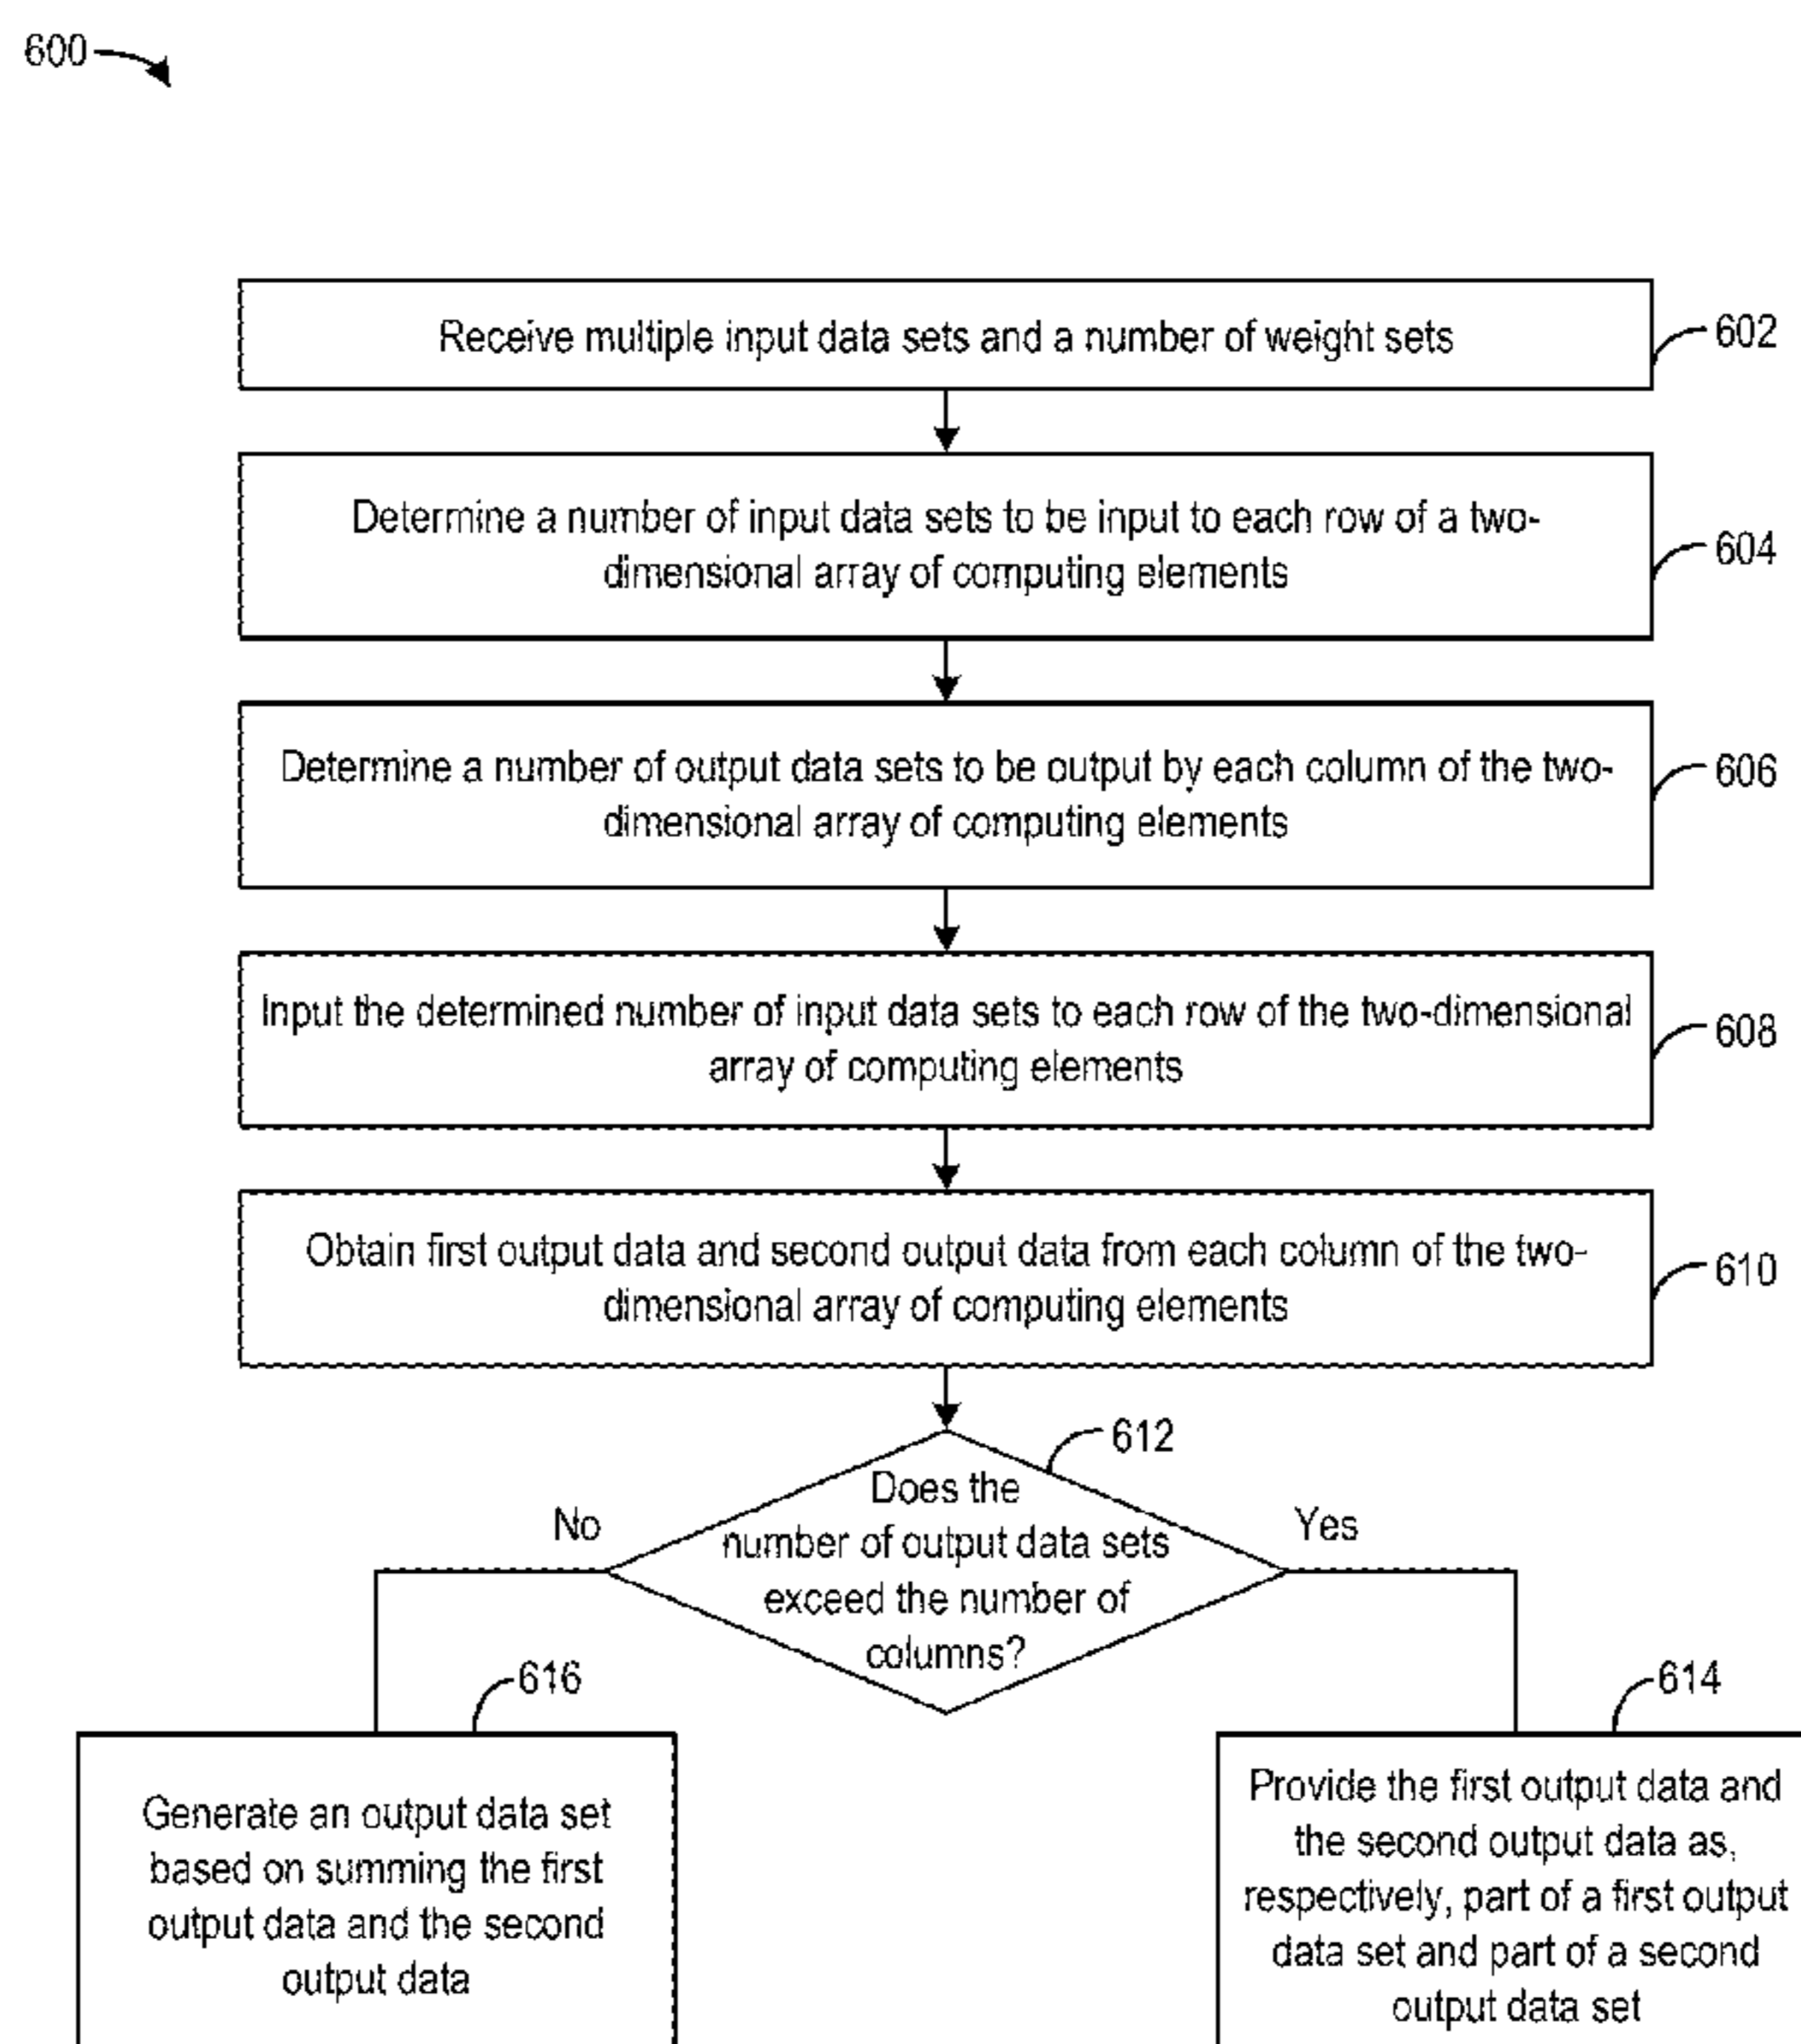 600
Receive multiple input data sets and a number of weight sets
602
Determine a number of input data sets to be input to each row of a two-
dimensional array of computing elements
604
Determine a number of output data sets to be output by each column of the two-
dimensional array of computing elements
606
Input the determined number of input data sets to each row of the two-dimensional
array of computing elements
608
Obtain first output data and second output data from each column of the two-
dimensional array of computing elements
610
612
Does the
number of output data sets
exceed the number of
columns?
No
Yes
616
Generate an output data set
based on summing the first
output data and the second
output data
614
Provide the first output data and
the second output data as,
respectively, part of a first output
data set and part of a second
output data set